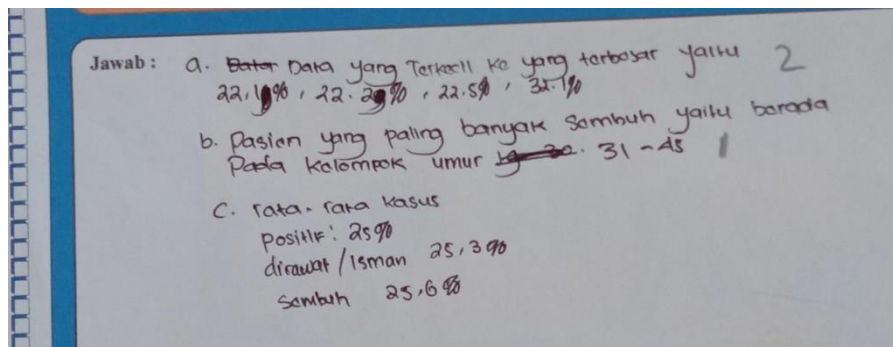 Jawab : a. Data yang Terkecil ke yang terbesar yaitu 2
22,1%, 22.2%, 22.5%, 32.1%
b. Pasien yang paling banyak sembuh yaitu berada
Pada kelompok umur 31-45 1
C. rata-rata kasus
Positif: 25%
dirawat/Isman 25,3%
Sembuh 25,6%